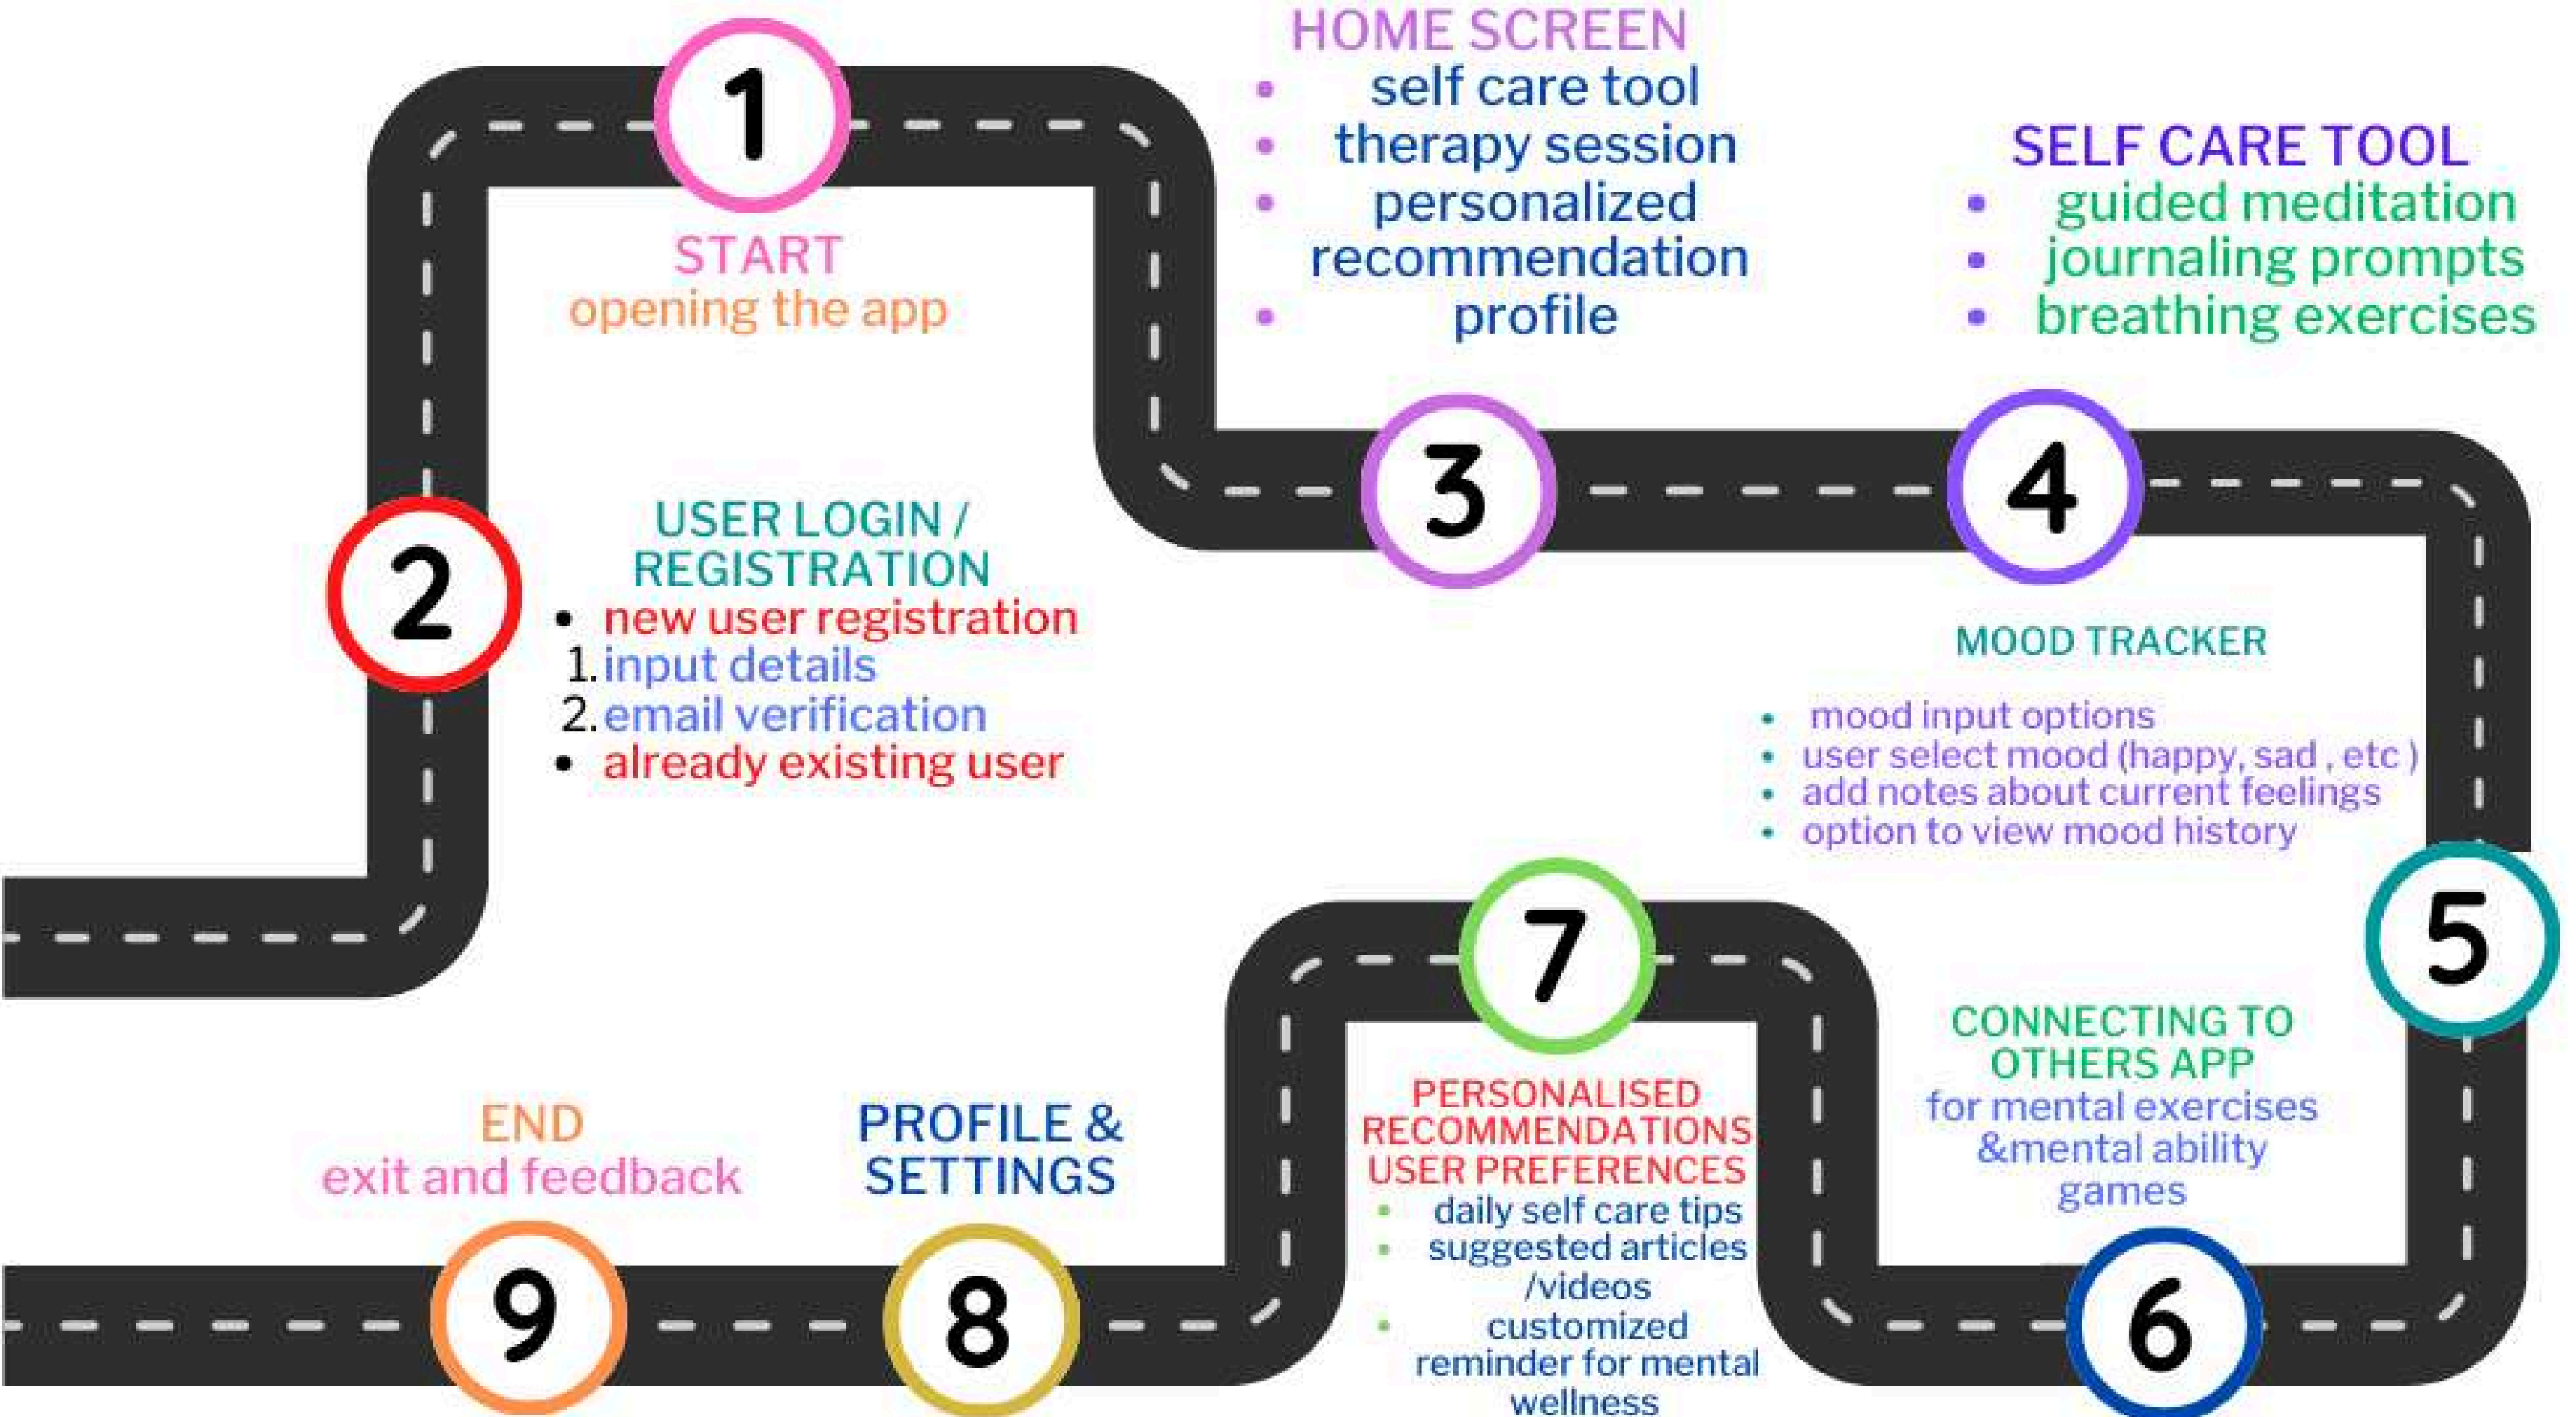 1
START
opening the app
2
USER LOGIN /
REGISTRATION
• new user registration
1. input details
2. email verification
• already existing user
HOME SCREEN
• self care tool
• therapy session
• personalized
recommendation
• profile
3
SELF CARE TOOL
• guided meditation
• journaling prompts
• breathing exercises
4
MOOD TRACKER
• mood input options
• user select mood (happy, sad , etc )
• add notes about current feelings
• option to view mood history
5
CONNECTING TO
OTHERS APP
for mental exercises
&mental ability
games
6
7
PERSONALISED
RECOMMENDATIONS
USER PREFERENCES
• daily self care tips
• suggested articles
/videos
• customized
reminder for mental
wellness
PROFILE &
SETTINGS
8
END
exit and feedback
9